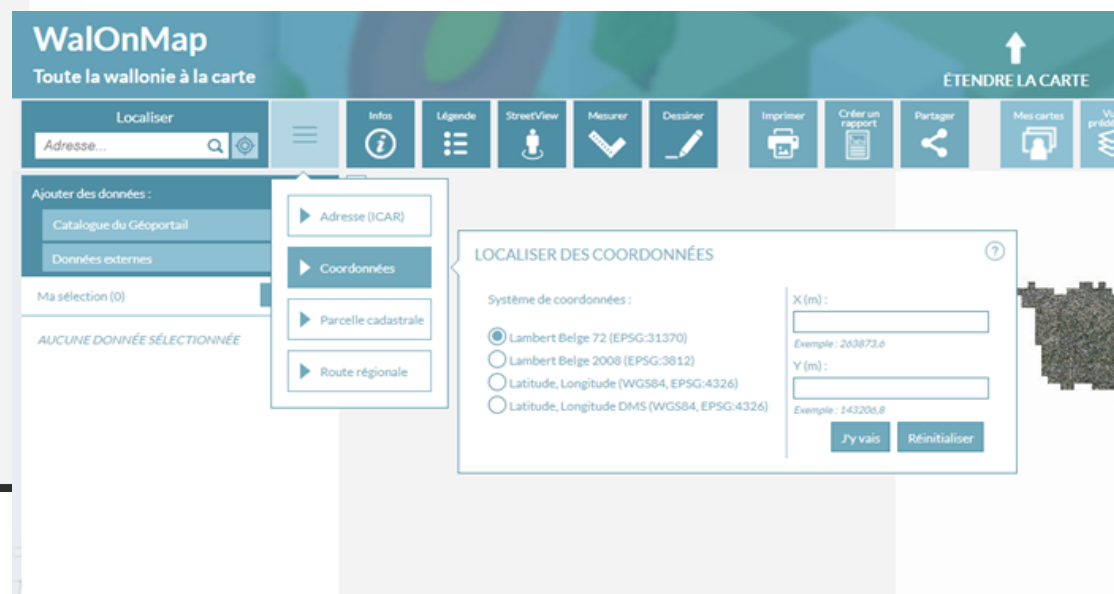 WalOnMap
Toute la wallonie à la carte
ÉTENDRE LA CARTE
Localiser
Adresse...
Infos
Légende
StreetView
Mesurer
Dessiner
Imprimer
Créer un
rapport
Partager
Mes cartes
Ajouter des données :
Catalogue du Géoportail
Données externes
Ma sélection (0)
AUCUNE DONNÉE SÉLECTIONNÉE
Adresse (ICAR)
Coordonnées
Parcelle cadastrale
Route régionale
LOCALISER DES COORDONNÉES
?
Système de coordonnées :
Lambert Belge 72 (EPSG:31370)
Lambert Belge 2008 (EPSG:3812)
Latitude, Longitude (WGS84, EPSG:4326)
Latitude, Longitude DMS (WGS84, EPSG:4326)
X (m) :
Exemple : 263873,6
Y (m) :
Exemple : 143206,8
J'y vais
Réinitialiser